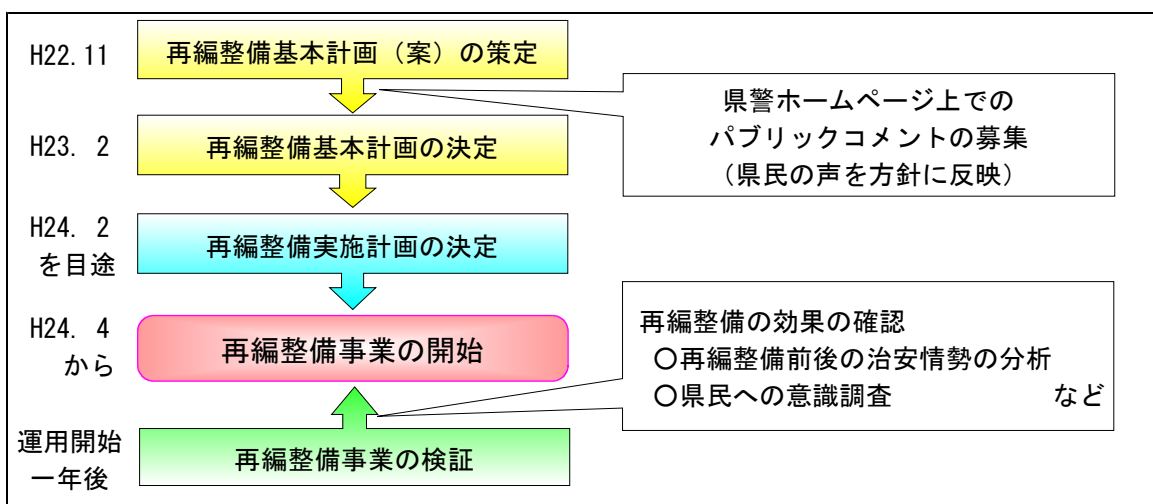 H22.11
再編整備基本計画（案）の策定
県警ホームページ上での
パブリックコメントの募集
（県民の声を方針に反映）
H23. 2
再編整備基本計画の決定
H24. 2
を目途
再編整備実施計画の決定
H24. 4
から
再編整備事業の開始
再編整備の効果の確認
〇再編整備前後の治安情勢の分析
〇県民への意識調査 など
運用開始
一年後
再編整備事業の検証